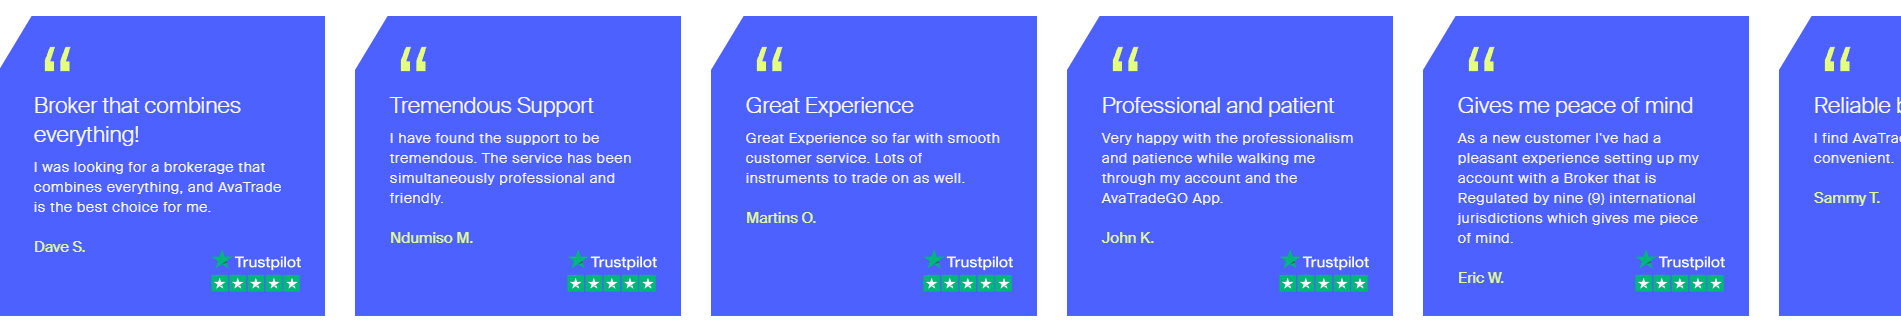 “
Broker that combines
everything!
I was looking for a brokerage that
combines everything, and AvaTrade
is the best choice for me.
Dave S.
Trustpilot
“
Tremendous Support
I have found the support to be
tremendous. The service has been
simultaneously professional and
friendly.
Ndumiso M.
Trustpilot
“
Great Experience
Great Experience so far with smooth
customer service. Lots of
instruments to trade on as well.
Martins O.
Trustpilot
“
Professional and patient
Very happy with the professionalism
and patience while walking me
through my account and the
AvaTradeGO App.
John K.
Trustpilot
“
Gives me peace of mind
As a new customer I've had a
pleasant experience setting up my
account with a Broker that is
Regulated by nine (9) international
jurisdictions which gives me piece
of mind.
Eric W.
Trustpilot
“
Reliable
I find
convenient.
Sammy T.